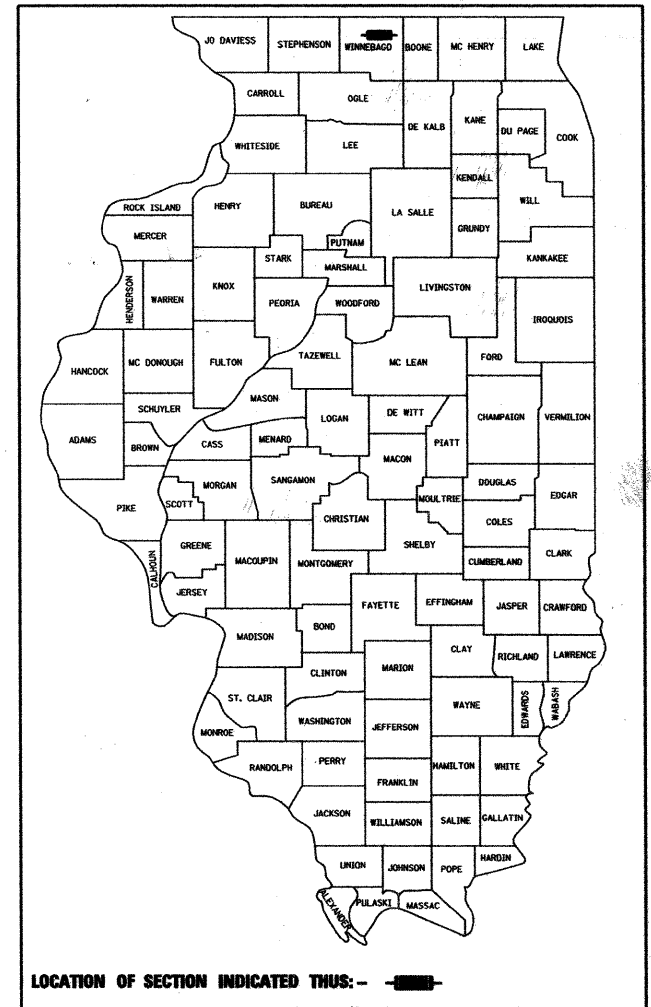 JO DAVIESS STEPHENSON WINNEBAGO BOONE MC HENRY LAKE
CARROLL OGLE DE KALB KANE DU PAGE COOK
WHITESIDE LEE
KENDALL WILL
ROCK ISLAND HENRY BUREAU LA SALLE GRUNDY
MERCER PUTNAM
STARK MARSHALL KANKAKEE
HENDERSON WARREN KNOX PEORIA WOODFORD LIVINGSTON IROQUOIS
HANCOCK MC DONOUGH FULTON TAZEWELL MC LEAN FORD
SCHUYLER MASON LOGAN DE WITT CHAMPAIGN VERMILION
ADAMS BROWN CASS MENARD MACON PIATT
PIKE SCOTT MORGAN SANGAMON MOULTRIE DOUGLAS EDGAR
CHRISTIAN COLES
GREENE MACOUPIN MONTGOMERY SHELBY CUMBERLAND CLARK
CALHOUN JERSEY FAYETTE EFFINGHAM JASPER CRAWFORD
MADISON BOND
CLINTON MARION CLAY RICHLAND LAWRENCE
ST. CLAIR WAYNE EDWARDS WABASH
MONROE WASHINGTON JEFFERSON
RANDOLPH PERRY HAMILTON WHITE
FRANKLIN
JACKSON WILLIAMSON SALINE GALLATIN
UNION JOHNSON POPE HARDIN
ALEXANDER PULASKI MASSAC
LOCATION OF SECTION INDICATED THUS:-